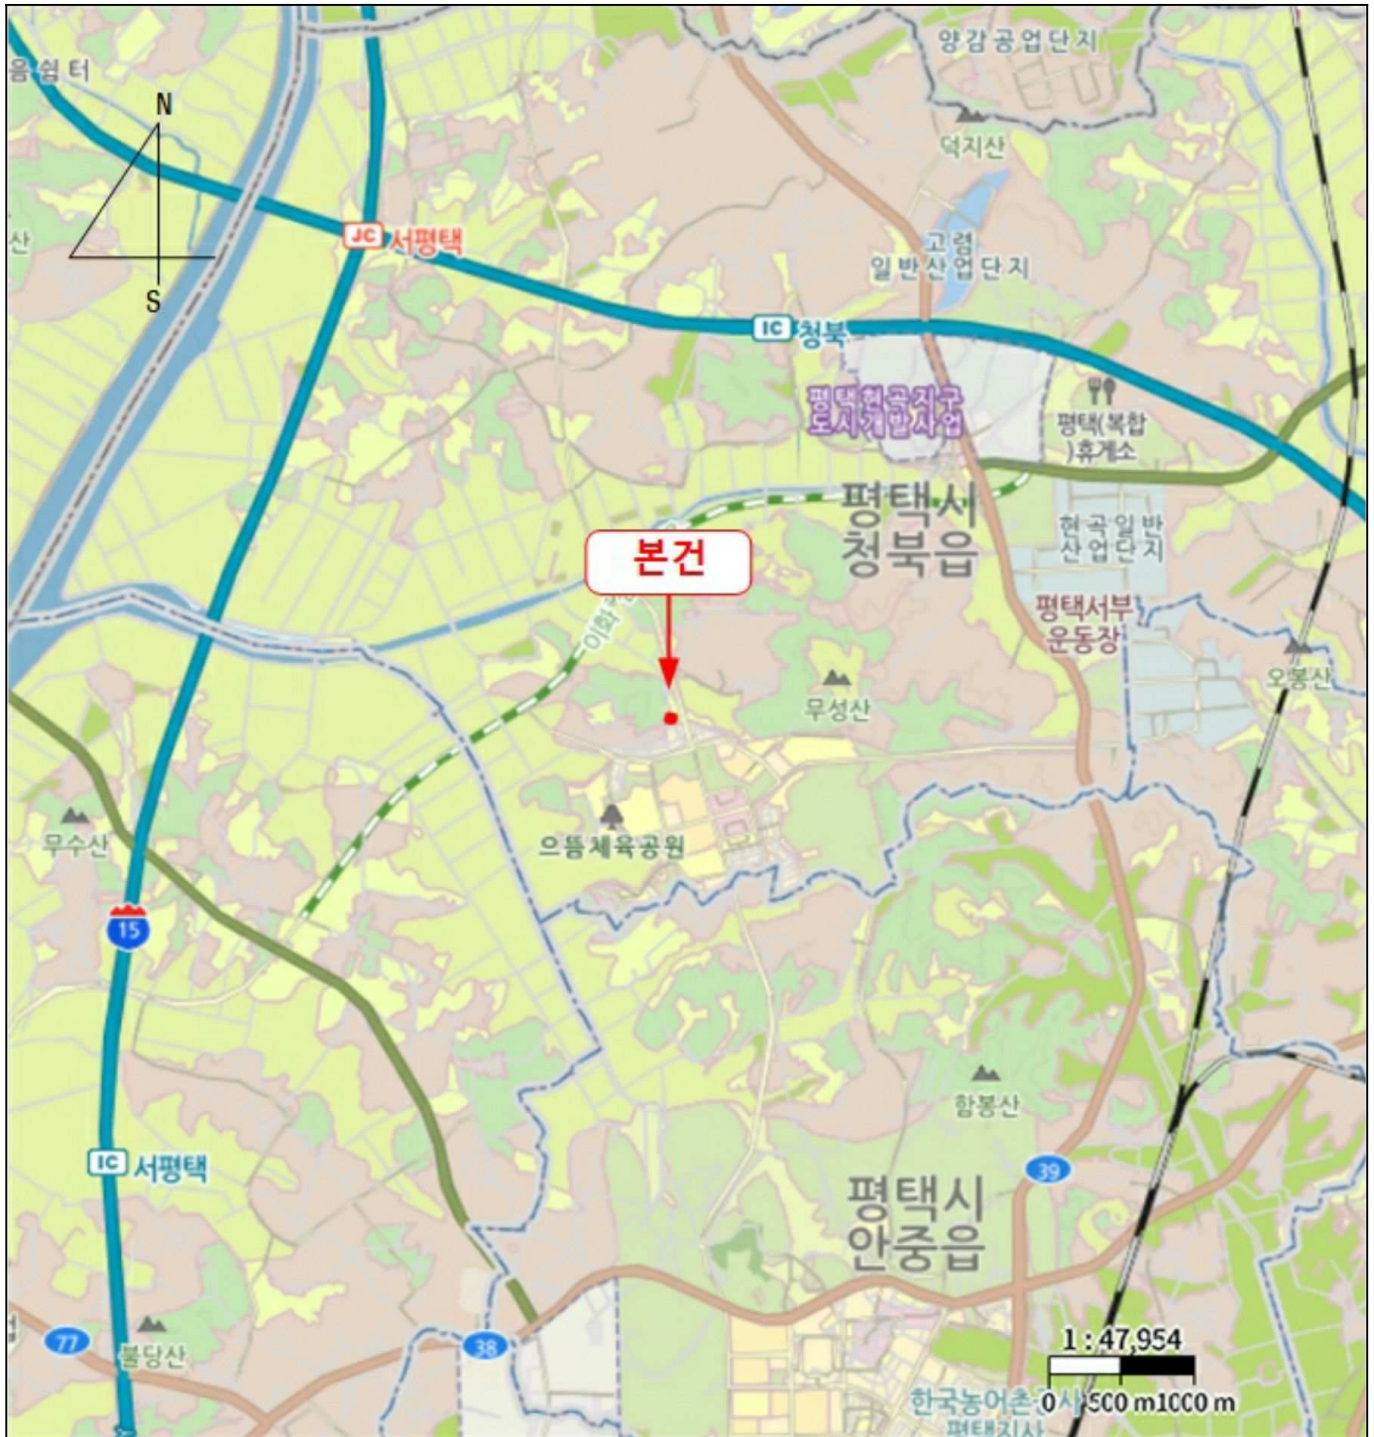 양감공업단지
음쉼터
N
덕지산
산
JC 서평택
고렴
일반산업단지
S
IC 청북
평택현곡지구
도시개발사업
평택(복합
)휴게소
평택시
청북읍
현곡일반
산업단지
본건
평택서부
운동장
이화
오봉산
무성산
무수산
으뜸체육공원
15
함봉산
IC 서평택
39
평택시
안중읍
77
불당산
38
1 : 47,954
0 500 m 1000 m
한국농어촌공사
평택지사